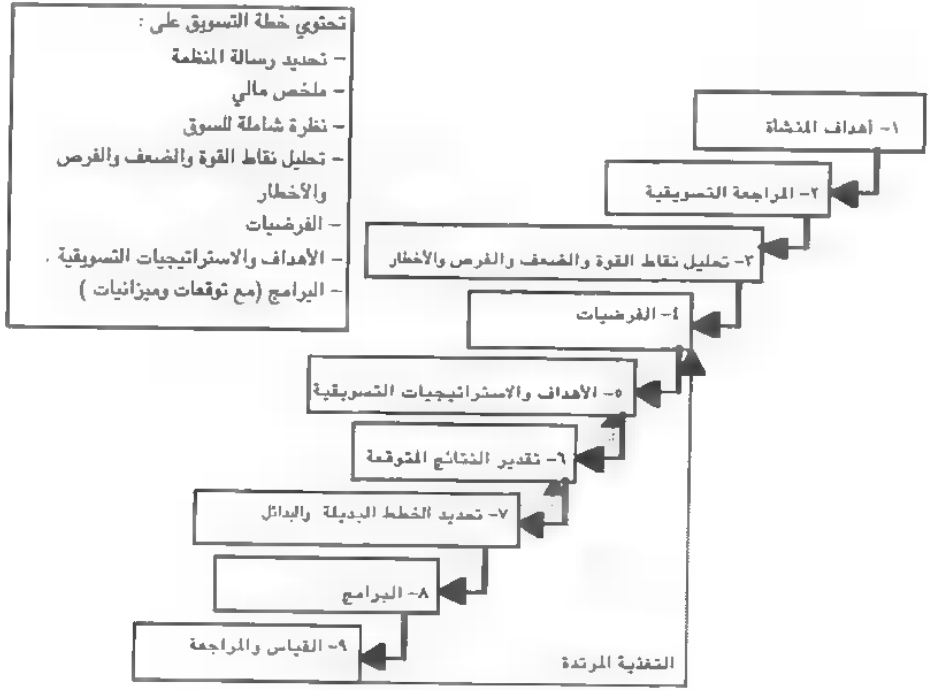 تحتوي خطة التسويق على :
- تحديد رسالة المنظمة
- ملخص مالي
- نظرة شاملة للسوق
- تحليل نقاط القوة والضعف والفرص
والأخطار
- الفرضيات
- الأهداف والاستراتيجيات التسويقية .
- البرامج (مع توقعات وميزانيات )
١- أهداف المنشأة
٢- المراجعة التسويقية
٣- تحليل نقاط القوة والضعف والفرص والأخطار
٤- الفرضيات
٥- الأهداف والاستراتيجيات التسويقية
٦- تقدير النتائج المتوقعة
٧- تحديد الخطط البديلة والبدائل
٨- البرامج
٩- القياس والمراجعة
التغذية المرتدة